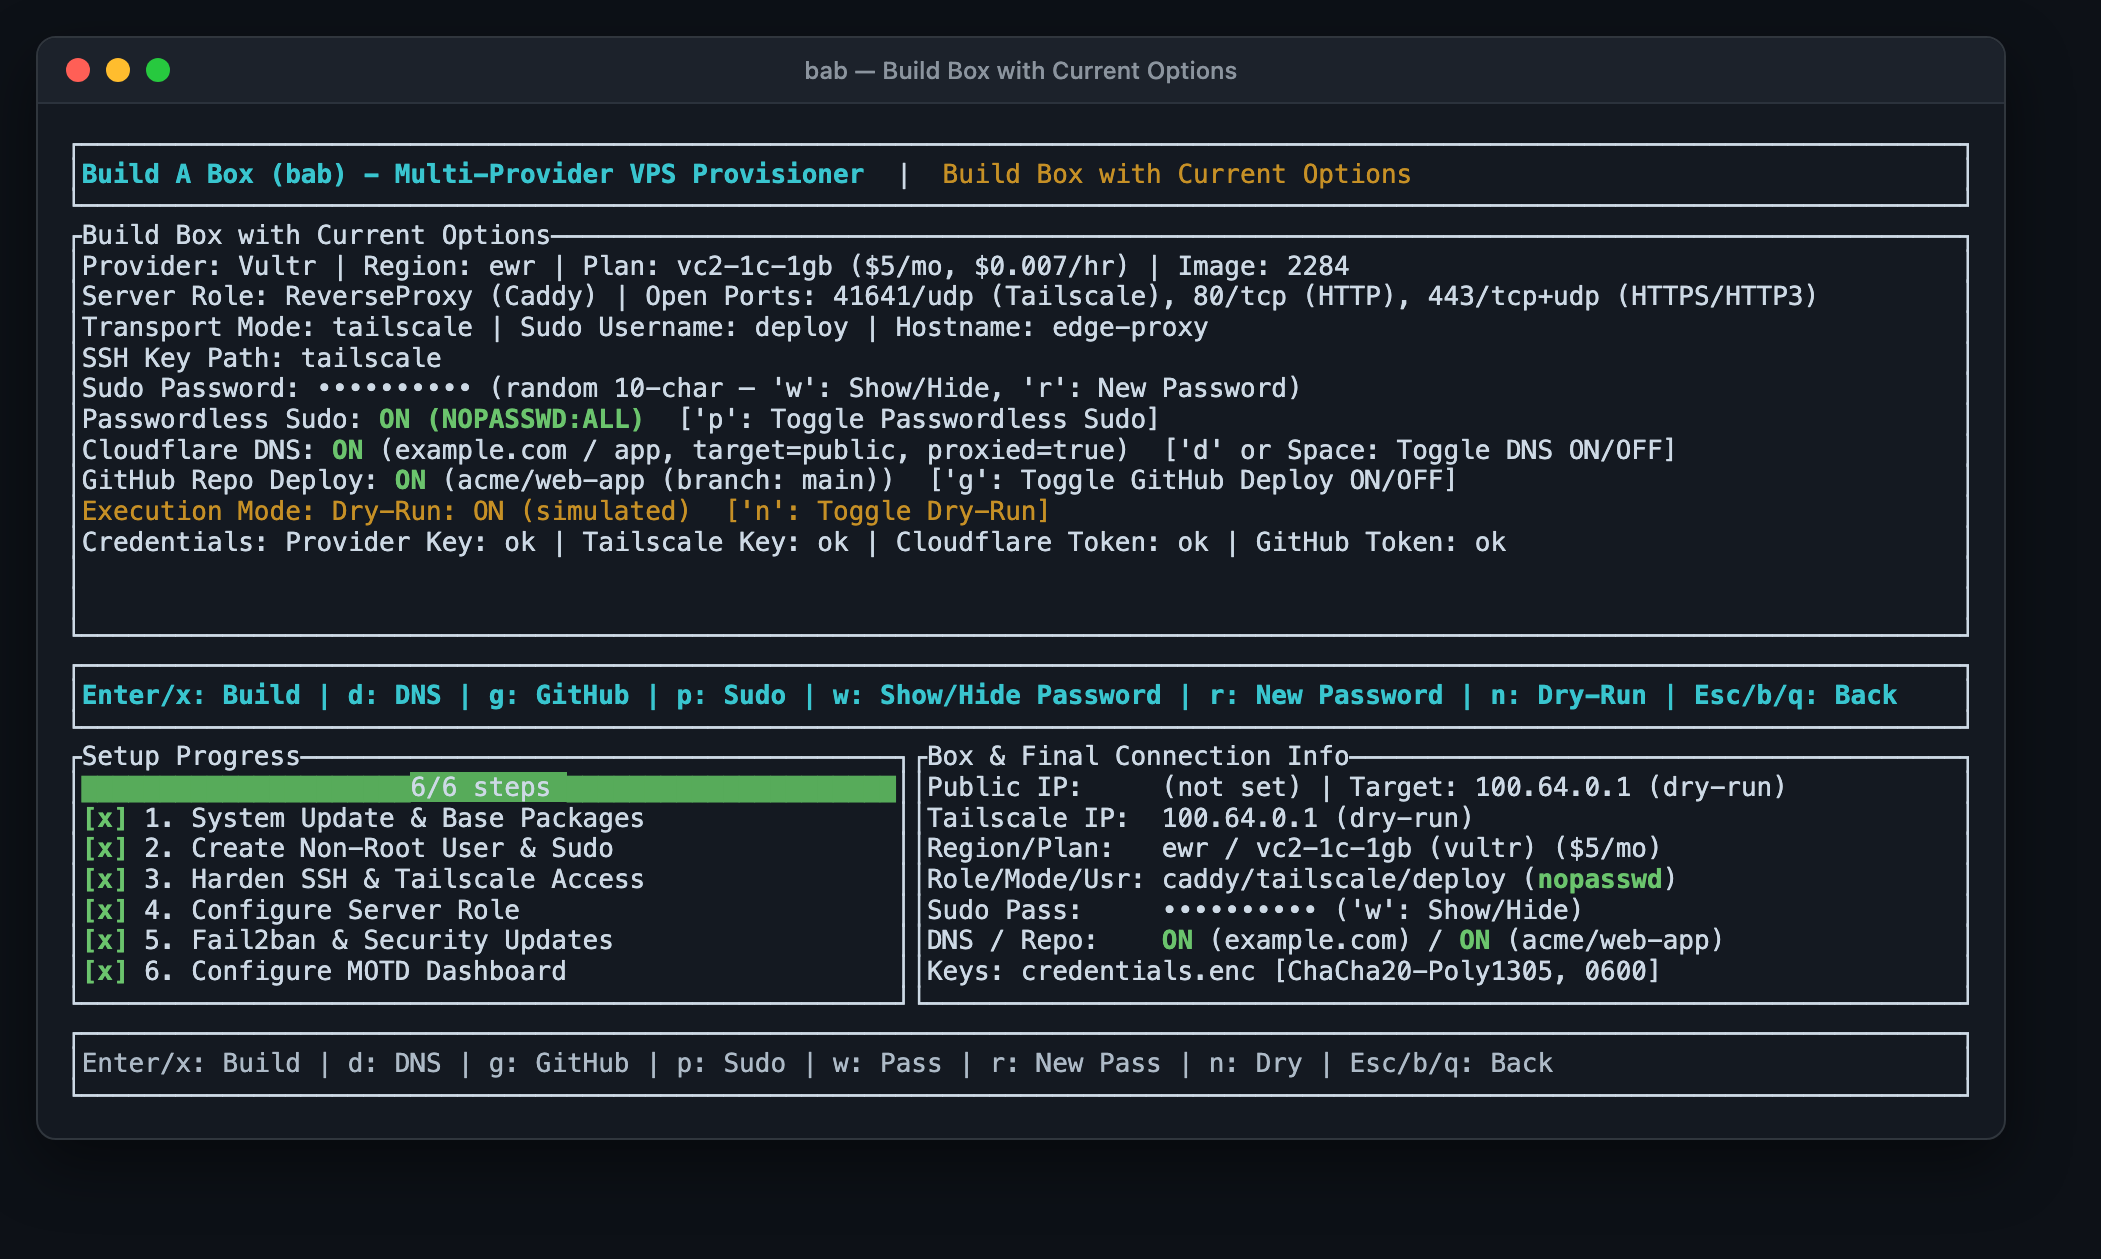 bab — Build Box with Current Options
Build A Box (bab) - Multi-Provider VPS Provisioner | Build Box with Current Options
Build Box with Current Options
Provider: Vultr | Region: ewr | Plan: vc2-1c-1gb ($5/mo, $0.007/hr) | Image: 2284
Server Role: ReverseProxy (Caddy) | Open Ports: 41641/udp (Tailscale), 80/tcp (HTTP), 443/tcp+udp (HTTPS/HTTP3)
Transport Mode: tailscale | Sudo Username: deploy | Hostname: edge-proxy
SSH Key Path: tailscale
Sudo Password: •••••••••• (random 10-char — 'w': Show/Hide, 'r': New Password)
Passwordless Sudo: ON (NOPASSWD:ALL) ['p': Toggle Passwordless Sudo]
Cloudflare DNS: ON (example.com / app, target=public, proxied=true) ['d' or Space: Toggle DNS ON/OFF]
GitHub Repo Deploy: ON (acme/web-app (branch: main)) ['g': Toggle GitHub Deploy ON/OFF]
Execution Mode: Dry-Run: ON (simulated) ['n': Toggle Dry-Run]
Credentials: Provider Key: ok | Tailscale Key: ok | Cloudflare Token: ok | GitHub Token: ok
Enter/x: Build | d: DNS | g: GitHub | p: Sudo | w: Show/Hide Password | r: New Password | n: Dry-Run | Esc/b/q: Back
Setup Progress
6/6 steps
[x] 1. System Update & Base Packages
[x] 2. Create Non-Root User & Sudo
[x] 3. Harden SSH & Tailscale Access
[x] 4. Configure Server Role
[x] 5. Fail2ban & Security Updates
[x] 6. Configure MOTD Dashboard
Box & Final Connection Info
Public IP: (not set) | Target: 100.64.0.1 (dry-run)
Tailscale IP: 100.64.0.1 (dry-run)
Region/Plan: ewr / vc2-1c-1gb (vultr) ($5/mo)
Role/Mode/Usr: caddy/tailscale/deploy (nopasswd)
Sudo Pass: •••••••••• ('w': Show/Hide)
DNS / Repo: ON (example.com) / ON (acme/web-app)
Keys: credentials.enc [ChaCha20-Poly1305, 0600]
Enter/x: Build | d: DNS | g: GitHub | p: Sudo | w: Pass | r: New Pass | n: Dry | Esc/b/q: Back